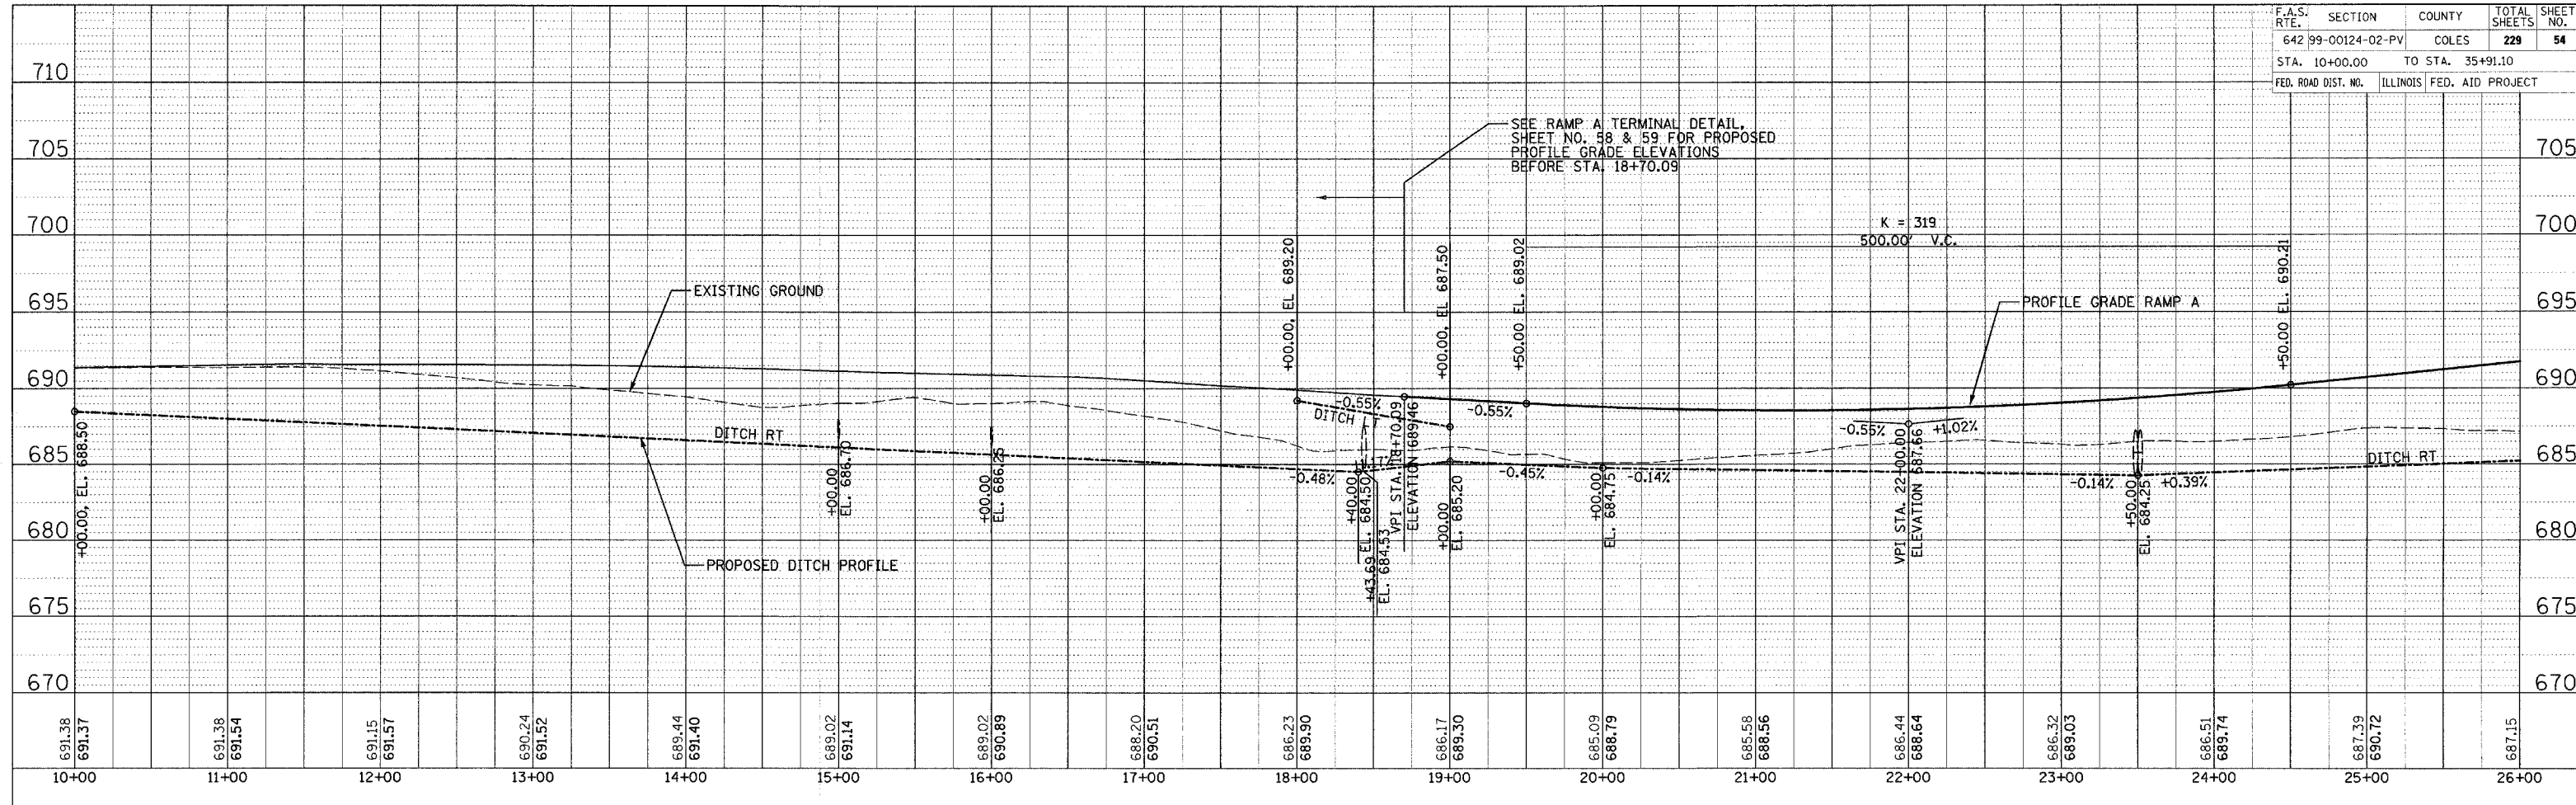 F.A.S. RTE. SECTION COUNTY TOTAL SHEETS SHEET NO.
642 99-00124-02-PV COLES 229 54
STA. 10+00.00 TO STA. 35+91.10
FED. ROAD DIST. NO. ILLINOIS FED. AID PROJECT
710
705 705
700 700
695 695
690 690
685 685
680 680
675 675
670 670
SEE RAMP A TERMINAL DETAIL,
SHEET NO. 58 & 59 FOR PROPOSED
PROFILE GRADE ELEVATIONS
BEFORE STA. 18+70.09
K = 319
500.00' V.C.
EXISTING GROUND
PROFILE GRADE RAMP A
+00.00, EL 689.20
+00.00, EL 687.50
+50.00 EL. 689.02
+50.00 EL. 690.21
-0.55%
-0.55%
DITCH
DITCH RT
-0.55% +1.02%
DITCH RT
-0.48%
-0.45%
-0.14%
-0.14%
+0.39%
+00.00, EL. 688.50
+00.00
EL. 686.70
+00.00
EL. 686.25
+40.00
EL. 684.50
+43.69
EL. 684.53
VPI STA. 18+70.09
ELEVATION 689.46
+00.00
EL. 685.20
+00.00
EL. 684.75
VPI STA. 22+00.00
ELEVATION 687.66
+50.00
EL. 684.25
PROPOSED DITCH PROFILE
691.38 691.38 691.15 690.24 689.44 689.02 689.02 688.20 686.23 686.17 685.09 685.58 686.44 686.32 686.51 687.39 687.15
691.37 691.54 691.57 691.52 691.40 691.14 690.89 690.51 689.90 689.30 688.79 688.56 688.64 689.03 689.74 690.72
10+00 11+00 12+00 13+00 14+00 15+00 16+00 17+00 18+00 19+00 20+00 21+00 22+00 23+00 24+00 25+00 26+00